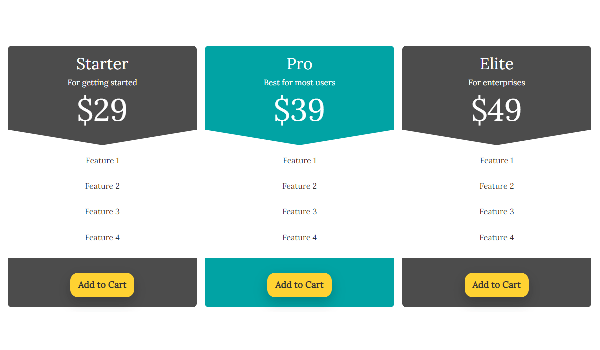 Starter
For getting started
$29
Feature 1
Feature 2
Feature 3
Feature 4
Add to Cart
Pro
Best for most users
$39
Feature 1
Feature 2
Feature 3
Feature 4
Add to Cart
Elite
For enterprises
$49
Feature 1
Feature 2
Feature 3
Feature 4
Add to Cart